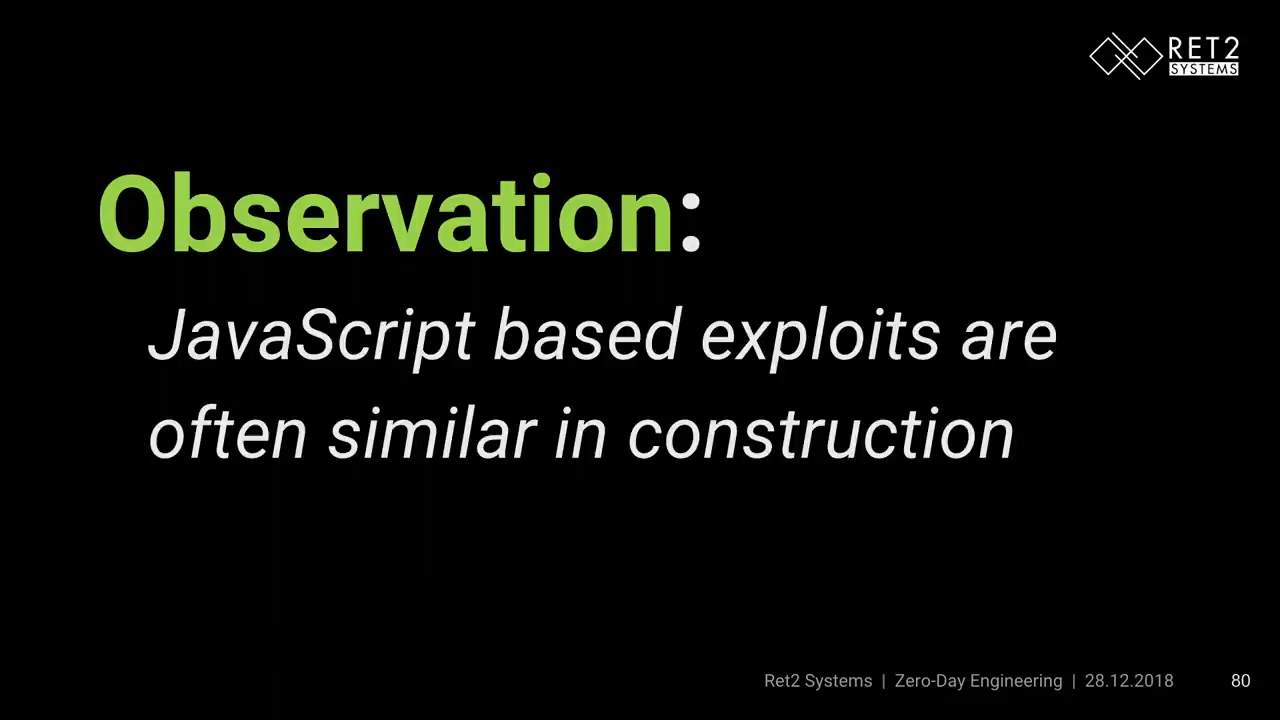 RET2
SYSTEMS
Observation:
JavaScript based exploits are
often similar in construction
Ret2 Systems | Zero-Day Engineering | 28.12.2018 80